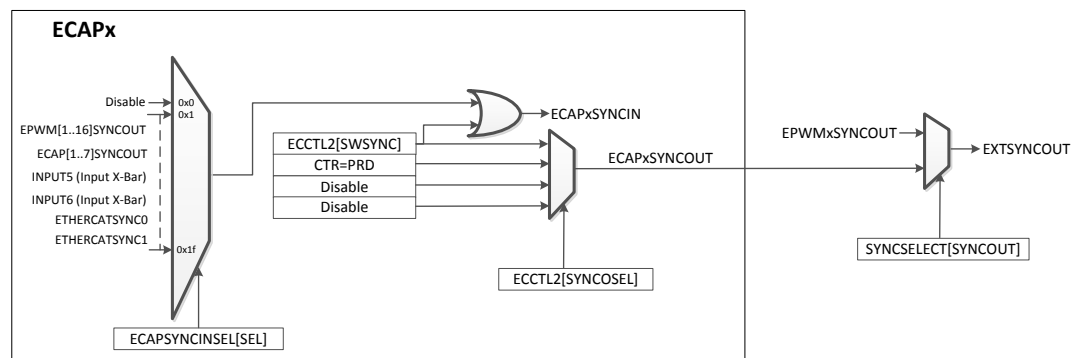 ECAPx
Disable
0x0
0x1
EPWM[1..16]SYNCOUT
ECAP[1..7]SYNCOUT
INPUT5 (Input X-Bar)
INPUT6 (Input X-Bar)
ETHERCATSYNC0
ETHERCATSYNC1
0x1f
ECAPSYNCINSEL[SEL]
ECAPxSYNCIN
ECCTL2[SWSYNC]
CTR=PRD
Disable
Disable
ECAPxSYNCOUT
ECCTL2[SYNCOSEL]
EPWMxSYNCOUT
EXTSYNCOUT
SYNCSELECT[SYNCOUT]